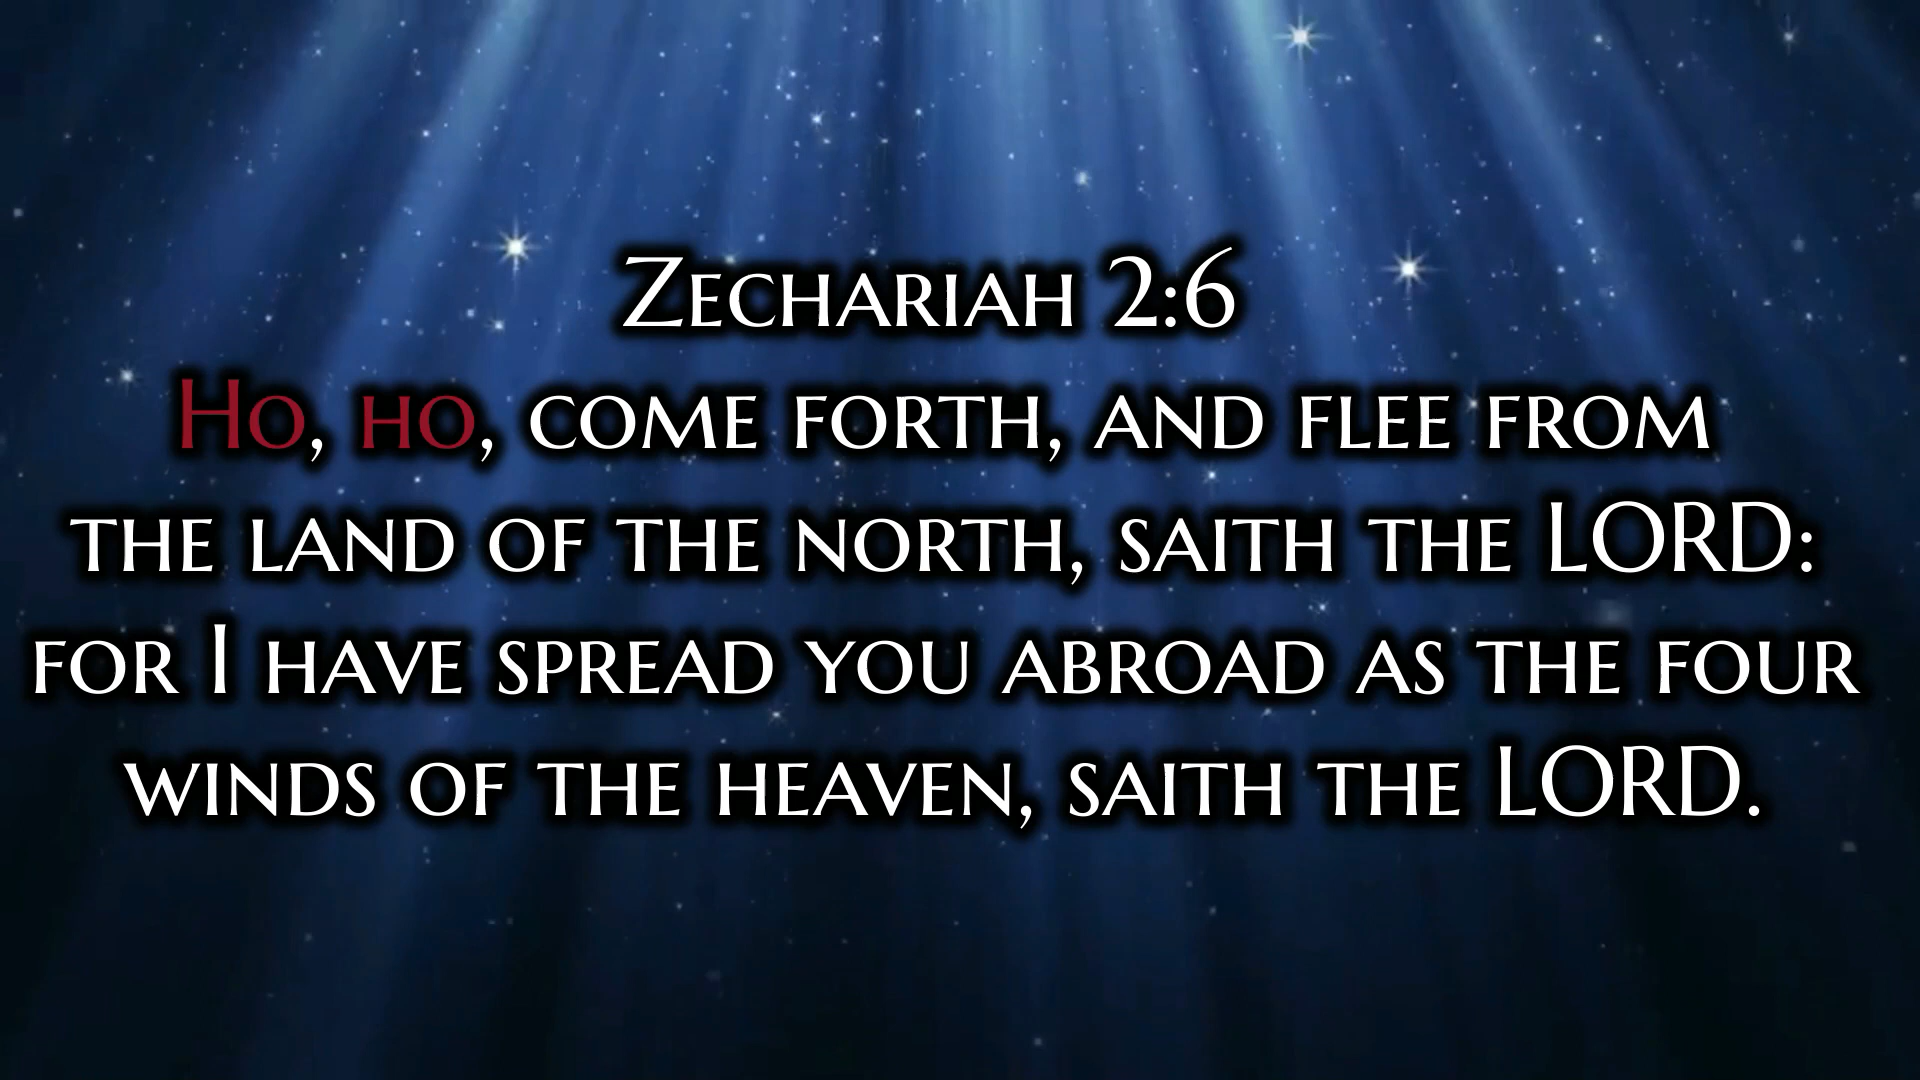 Zechariah 2:6
Ho, ho, come forth, and flee from
the land of the north, saith the LORD:
for I have spread you abroad as the four
winds of the heaven, saith the LORD.